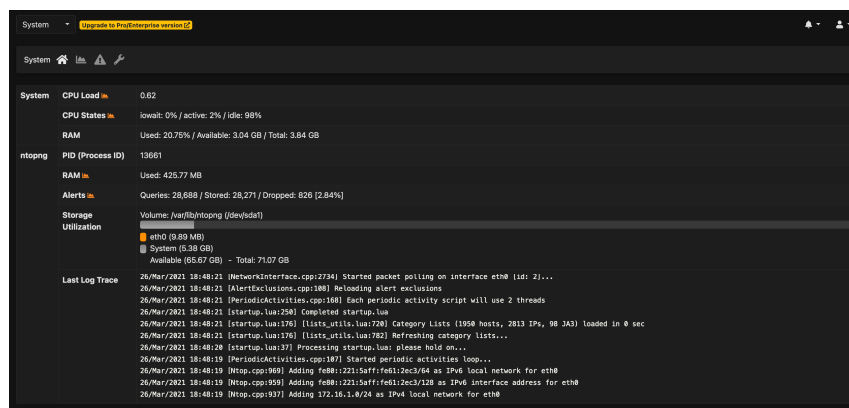 System
Upgrade to Pro/Enterprise version
System
System CPU Load 0.62
CPU States iowait: 0% / active: 2% / idle: 98%
RAM Used: 20.75% / Available: 3.04 GB / Total: 3.84 GB
ntopng PID (Process ID) 13661
RAM Used: 425.77 MB
Alerts Queries: 28,688 / Stored: 28,271 / Dropped: 826 [2.84%]
Storage Utilization Volume: /var/lib/ntopng (/dev/sda1)
eth0 (9.89 MB)
System (5.38 GB)
Available (65.67 GB) - Total: 71.07 GB
Last Log Trace 26/Mar/2021 18:48:21 [NetworkInterface.cpp:2734] Started packet polling on interface eth0 [id: 2]...
26/Mar/2021 18:48:21 [AlertExclusions.cpp:108] Reloading alert exclusions
26/Mar/2021 18:48:21 [PeriodicActivities.cpp:168] Each periodic activity script will use 2 threads
26/Mar/2021 18:48:21 [startup.lua:250] Completed startup.lua
26/Mar/2021 18:48:21 [startup.lua:176] [lists_utils.lua:720] Category Lists (1950 hosts, 2813 IPs, 98 JA3) loaded in 0 sec
26/Mar/2021 18:48:21 [startup.lua:176] [lists_utils.lua:782] Refreshing category lists...
26/Mar/2021 18:48:20 [startup.lua:37] Processing startup.lua: please hold on...
26/Mar/2021 18:48:19 [PeriodicActivities.cpp:107] Started periodic activities loop...
26/Mar/2021 18:48:19 [Ntop.cpp:969] Adding fe80::221:5aff:fe61:2ec3/64 as IPv6 local network for eth0
26/Mar/2021 18:48:19 [Ntop.cpp:959] Adding fe80::221:5aff:fe61:2ec3/128 as IPv6 interface address for eth0
26/Mar/2021 18:48:19 [Ntop.cpp:937] Adding 172.16.1.0/24 as IPv4 local network for eth0